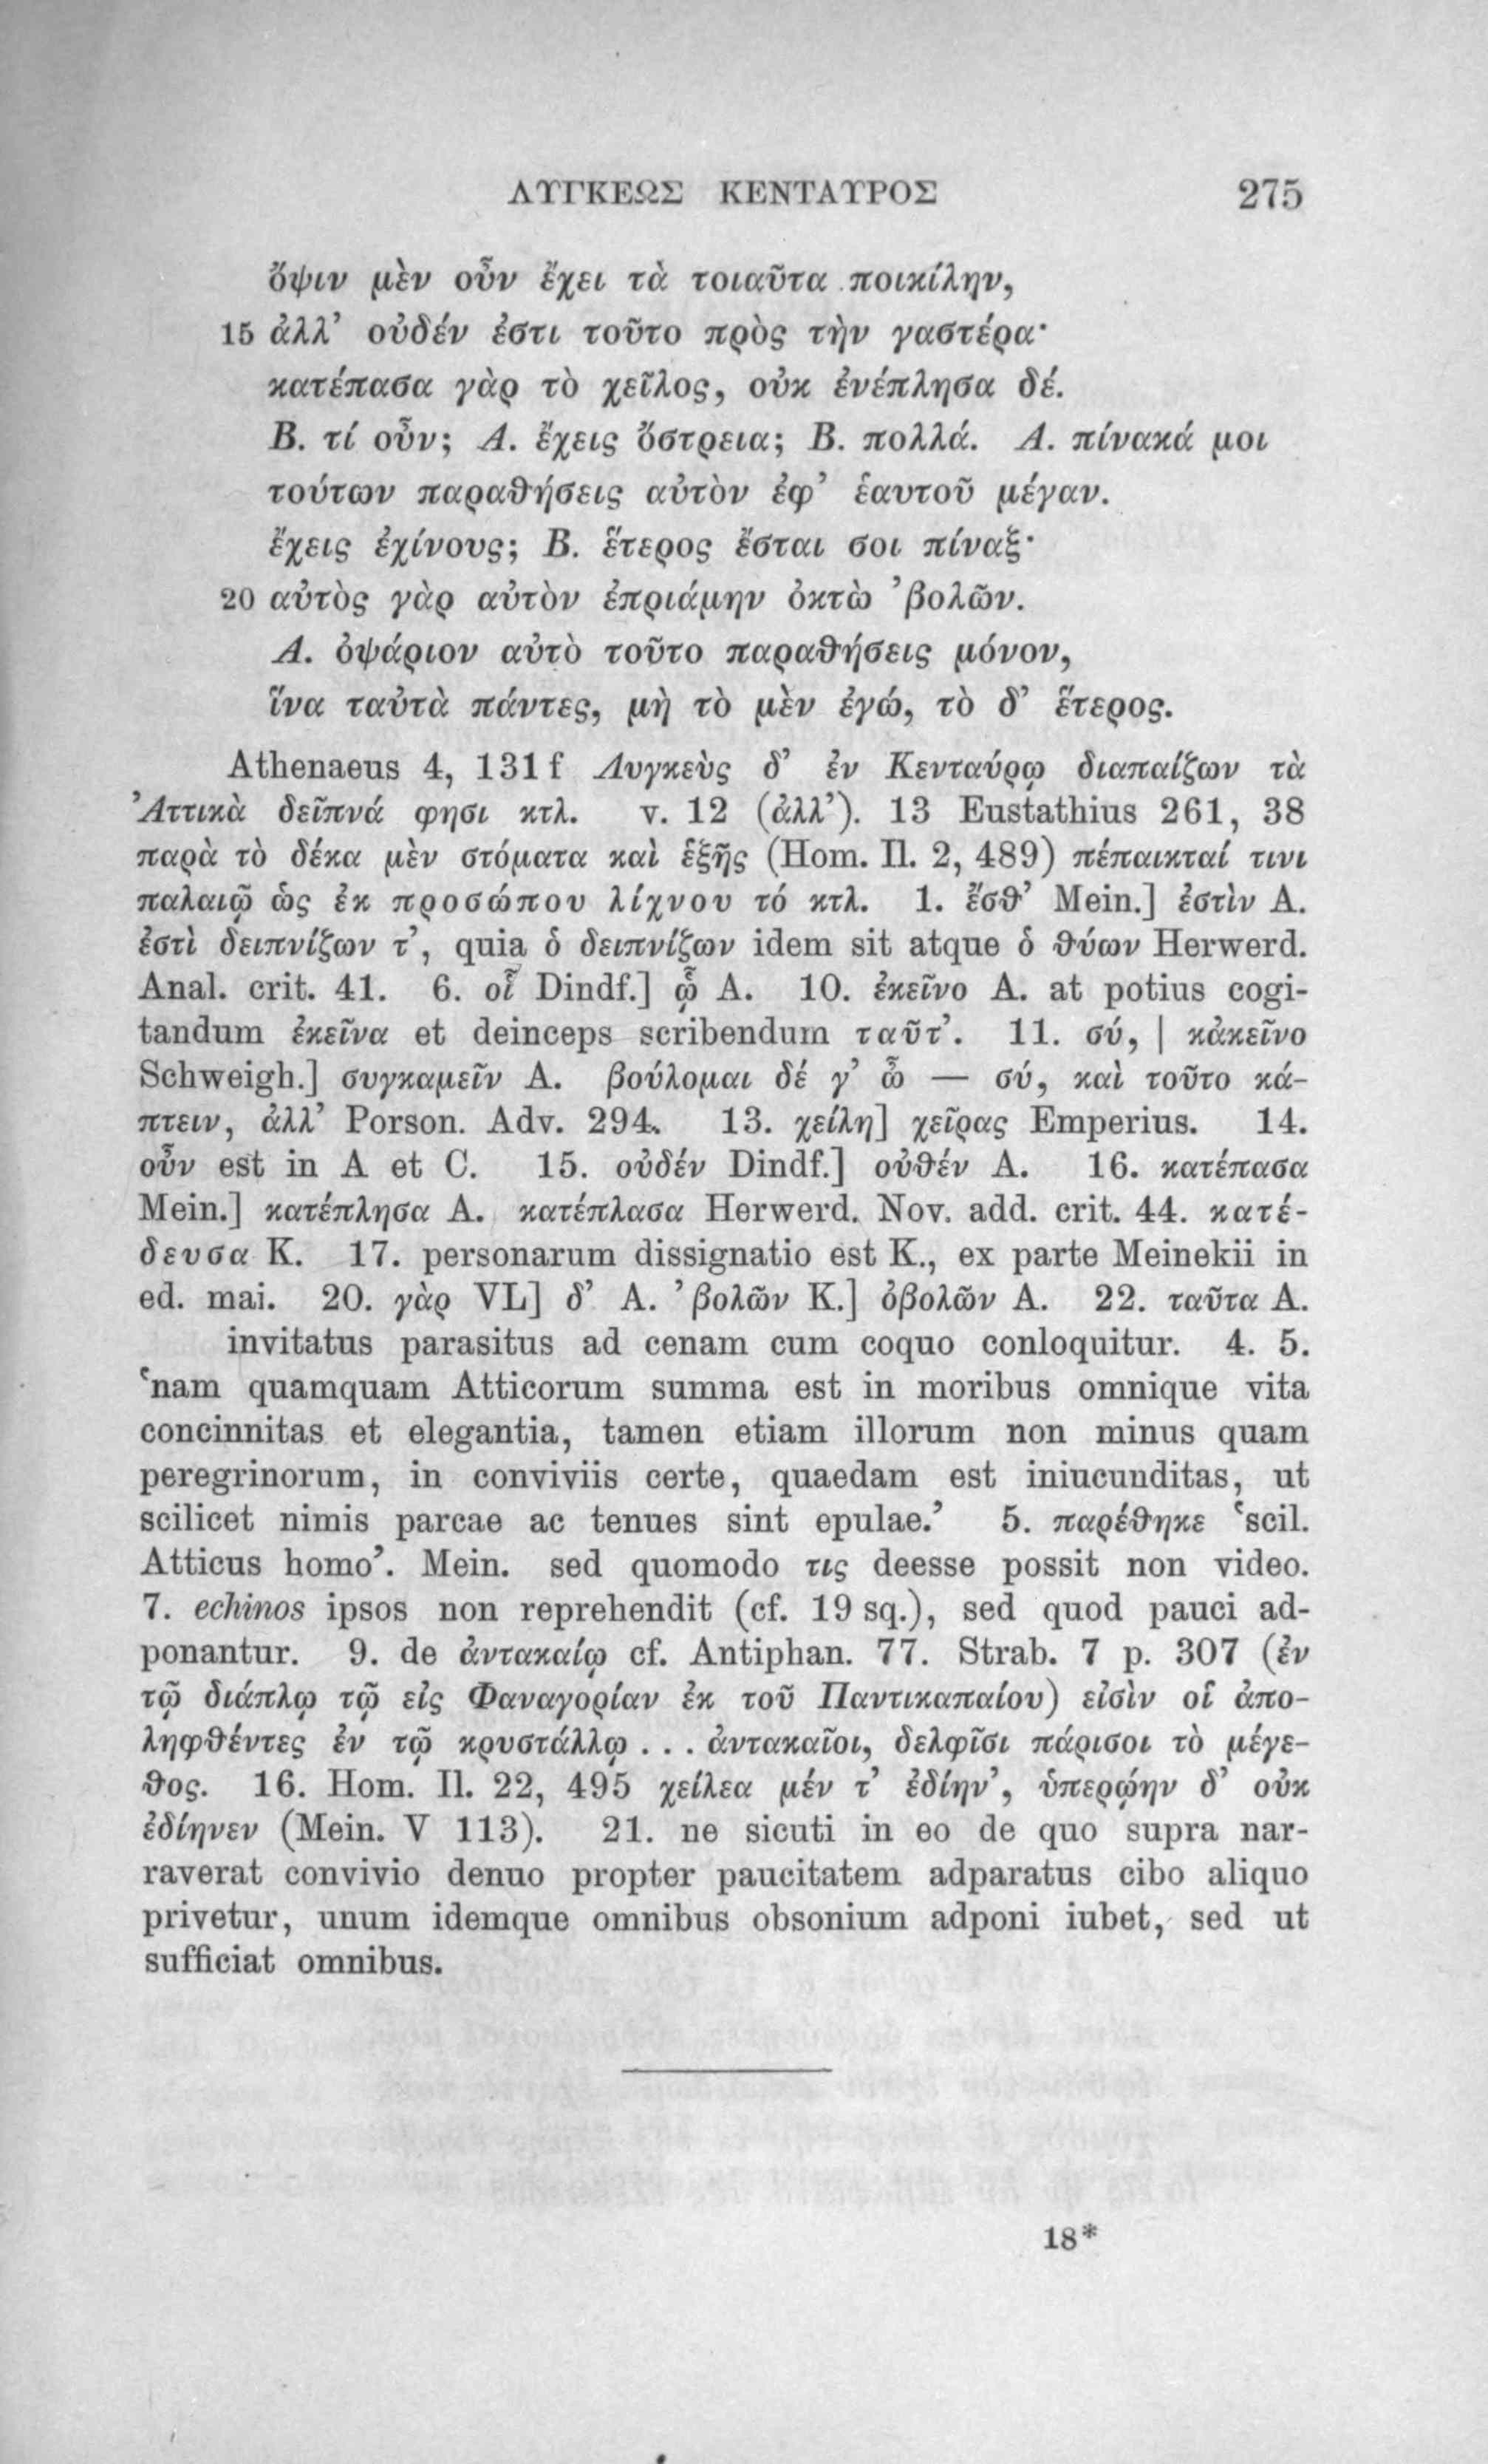 ΛΥΓΚΕΩΣ ΚΕΝΤΑΥΡΟΣ 275
ὄψιν μὲν οὖν ἔχει τὰ τοιαῦτα ποικίλην,
15 ἀλλ’ οὐδέν ἐστι τοῦτο πρὸς τὴν γαστέρα·
κατέπασα γὰρ τὸ χεῖλος, οὐκ ἐνέπλησα δέ.
Β. τί οὖν; Α. ἔχεις ὄστρεια; Β. πολλά. Α. πίνακά μοι
τούτων παραθήσεις αὐτὸν ἐφ’ ἑαυτοῦ μέγαν.
ἔχεις ἐχίνους; Β. ἕτερος ἔσται σοι πίναξ·
20 αὐτὸς γὰρ αὐτὸν ἐπριάμην ὀκτὼ ’βολῶν.
Α. ὀψάριον αὐτὸ τοῦτο παραθήσεις μόνον,
ἵνα ταὐτὰ πάντες, μὴ τὸ μὲν ἐγώ, τὸ δ’ ἕτερος.
Athenaeus 4, 131 f Λυγκεὺς δ’ ἐν Κενταύρῳ διαπαίζων τὰ
’Αττικὰ δεῖπνά φησι κτλ. v. 12 (ἀλλ’). 13 Eustathius 261, 38
παρὰ τὸ δέκα μὲν στόματα καὶ ἑξῆς (Hom. Il. 2, 489) πέπαικταί τινι
παλαιῷ ὡς ἐκ προσώπου λίχνου τό κτλ. 1. ἔσθ’ Mein.] ἐστὶν A.
ἐστὶ δειπνίζων τ’, quia ὁ δειπνίζων idem sit atque ὁ θύων Herwerd.
Anal. crit. 41. 6. οἷ Dindf.] ᾧ A. 10. ἐκεῖνο A. at potius cogi-
tandum ἐκεῖνα et deinceps scribendum ταῦτ’. 11. σύ, | κἀκεῖνο
Schweigh.] συγκαμεῖν A. βούλομαι δέ γ’ ὦ — σύ, καὶ τοῦτο κά-
πτειν, ἀλλ’ Porson. Adv. 294. 13. χείλη] χεῖρας Emperius. 14.
οὖν est in A et C. 15. οὐδέν Dindf.] οὐθέν A. 16. κατέπασα
Mein.] κατέπλησα A. κατέπλασα Herwerd. Nov. add. crit. 44. κατέ-
δευσα K. 17. personarum dissignatio est K., ex parte Meinekii in
ed. mai. 20. γὰρ VL] δ’ A. ’βολῶν K.] ὀβολῶν A. 22. ταῦτα A.
invitatus parasitus ad cenam cum coquo conloquitur. 4. 5.
‘nam quamquam Atticorum summa est in moribus omnique vita
concinnitas et elegantia, tamen etiam illorum non minus quam
peregrinorum, in conviviis certe, quaedam est iniucunditas, ut
scilicet nimis parcae ac tenues sint epulae.’ 5. παρέθηκε ‘scil.
Atticus homo’. Mein. sed quomodo τις deesse possit non video.
7. echinos ipsos non reprehendit (cf. 19 sq.), sed quod pauci ad-
ponantur. 9. de ἀντακαίῳ cf. Antiphan. 77. Strab. 7 p. 307 (ἐν
τῷ διάπλῳ τῷ εἰς Φαναγορίαν ἐκ τοῦ Παντικαπαίου) εἰσὶν οἱ ἀπο-
ληφθέντες ἐν τῷ κρυστάλλῳ . . . ἀντακαῖοι, δελφῖσι πάρισοι τὸ μέγε-
θος. 16. Hom. Il. 22, 495 χείλεα μέν τ’ ἐδίην’, ὑπερῴην δ’ οὐκ
ἐδίηνεν (Mein. V 113). 21. ne sicuti in eo de quo supra nar-
raverat convivio denuo propter paucitatem adparatus cibo aliquo
privetur, unum idemque omnibus obsonium adponi iubet, sed ut
sufficiat omnibus.
18*